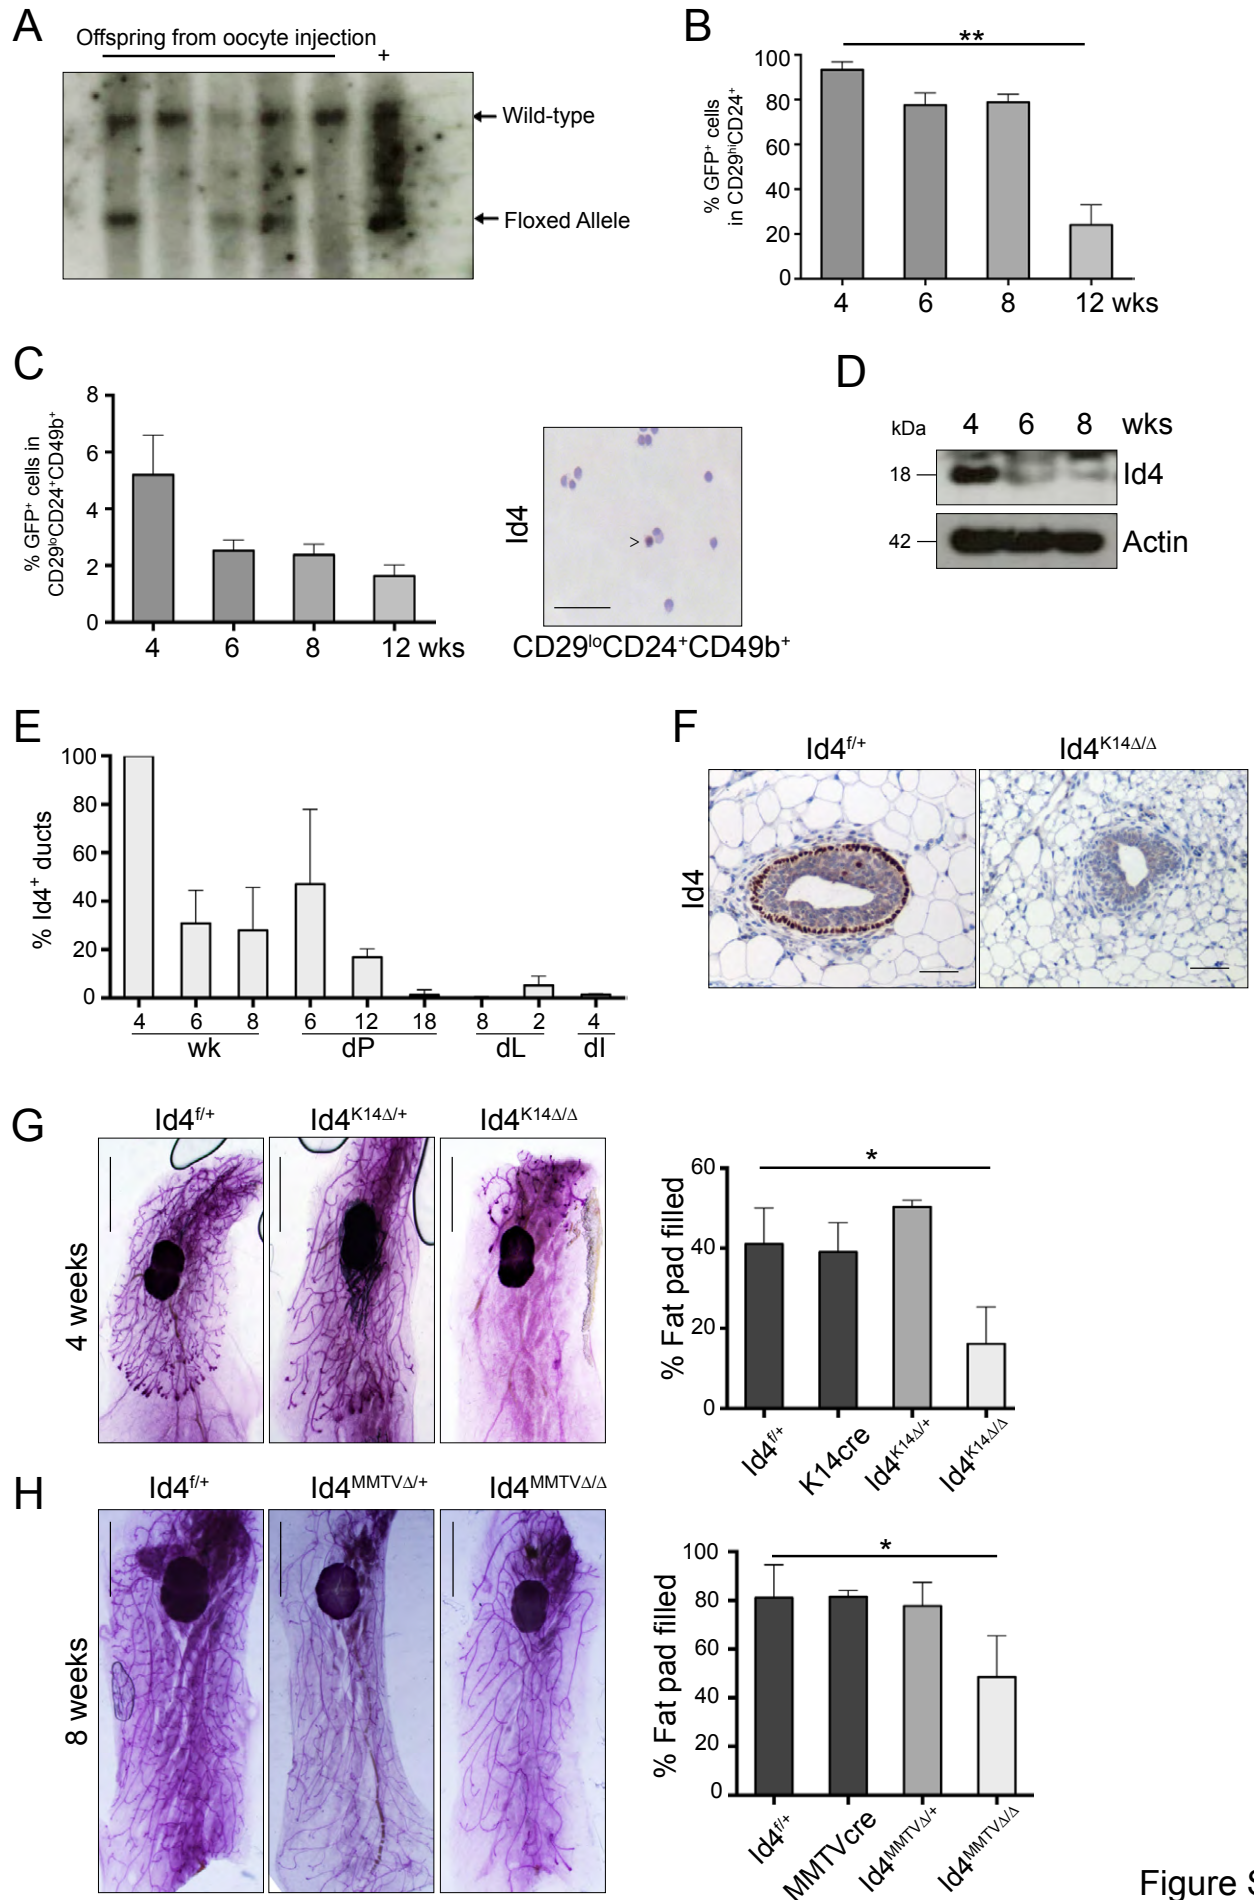 A
Offspring from oocyte injection
+
Wild-type
Floxed Allele
B
**
% GFP⁺ cells
in CD29ʰⁱCD24⁺
100
80
60
40
20
0
4 6 8 12 wks
C
% GFP⁺ cells in
CD29ˡᵒCD24⁺CD49b⁺
8
6
4
2
0
4 6 8 12 wks
Id4
>
CD29ˡᵒCD24⁺CD49b⁺
D
kDa 4 6 8 wks
18 Id4
42 Actin
E
% Id4⁺ ducts
100
80
60
40
20
0
4 6 8 6 12 18 8 2 4
wk dP dL dI
F
Id4f/+ Id4K14Δ/Δ
Id4
G
Id4f/+ Id4K14Δ/+ Id4K14Δ/Δ
4 weeks
*
% Fat pad filled
60
40
20
0
Id4f/+ K14cre Id4K14Δ/+ Id4K14Δ/Δ
H
Id4f/+ Id4MMTVΔ/+ Id4MMTVΔ/Δ
8 weeks
*
% Fat pad filled
100
80
60
40
20
0
Id4f/+ MMTVcre Id4MMTVΔ/+ Id4MMTVΔ/Δ
Figure S